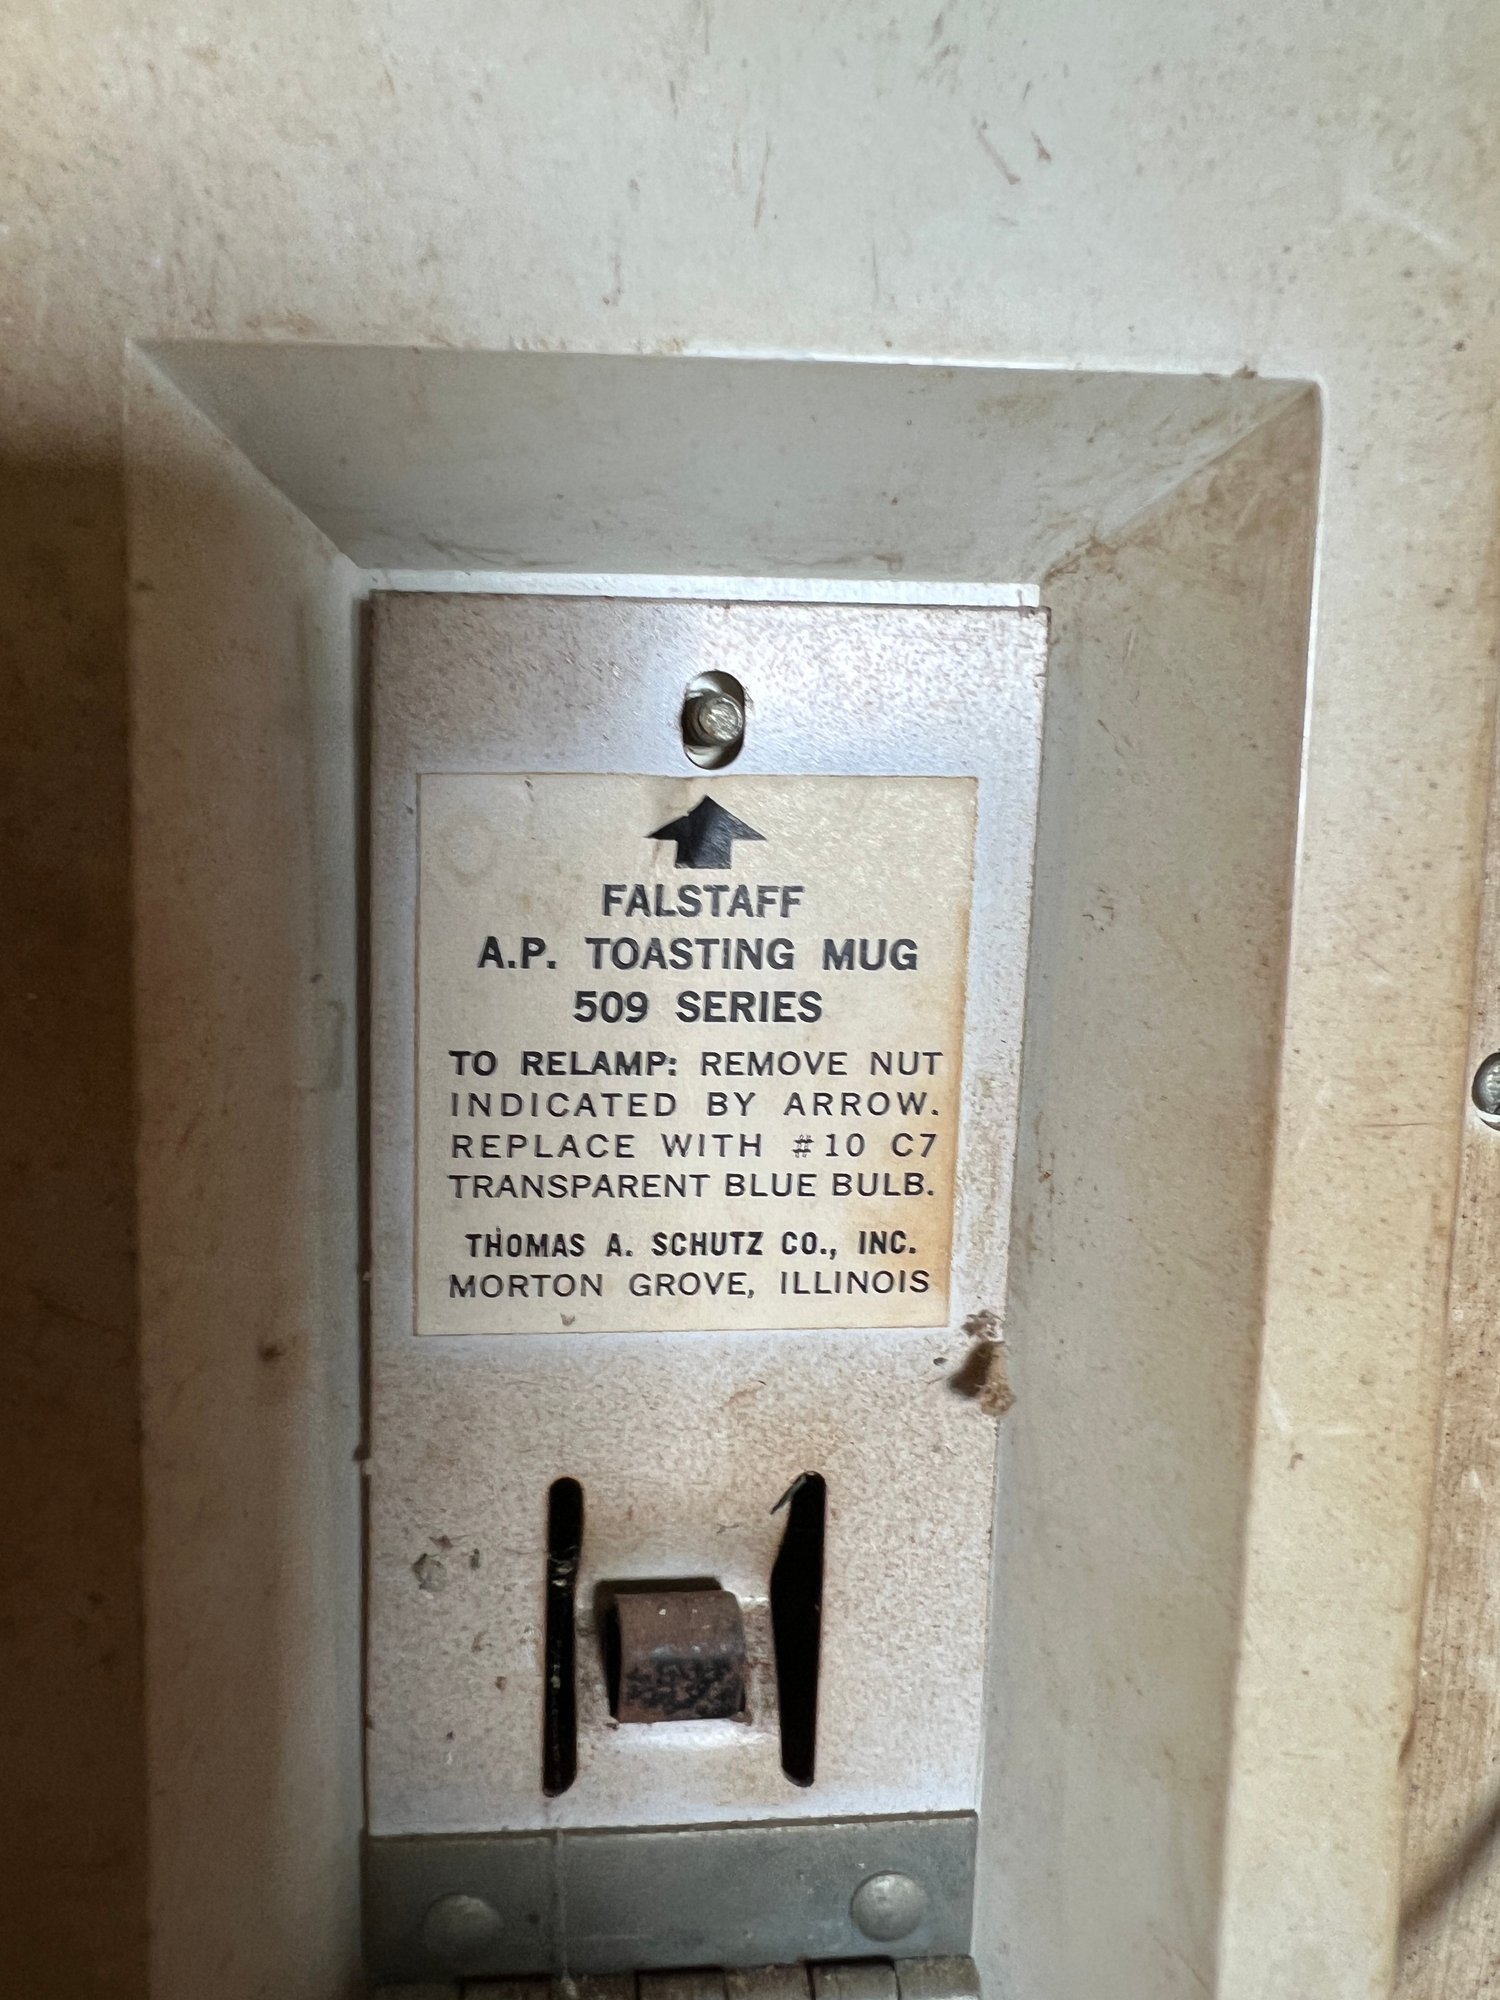 FALSTAFF
A.P. TOASTING MUG
509 SERIES
TO RELAMP: REMOVE NUT
INDICATED BY ARROW.
REPLACE WITH #10 C7
TRANSPARENT BLUE BULB.
THOMAS A. SCHUTZ CO., INC.
MORTON GROVE, ILLINOIS